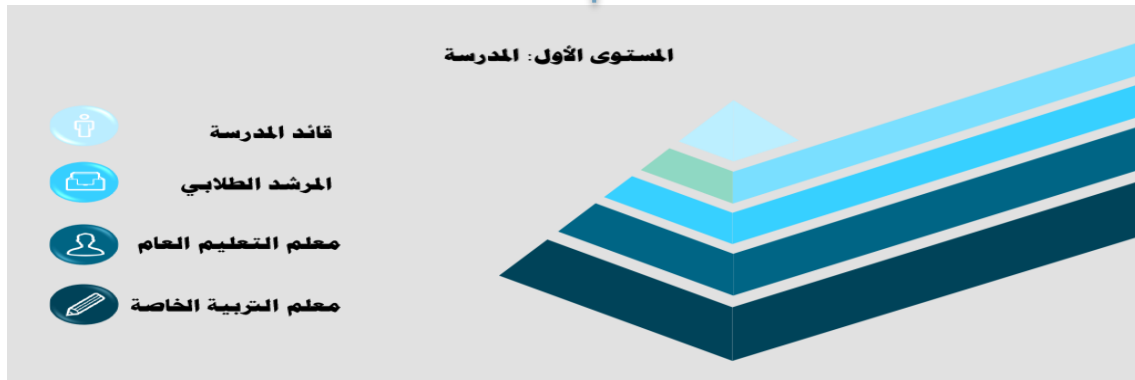 المستوى الأول: المدرسة
قائد المدرسة
المرشد الطلابي
معلم التعليم العام
معلم التربية الخاصة